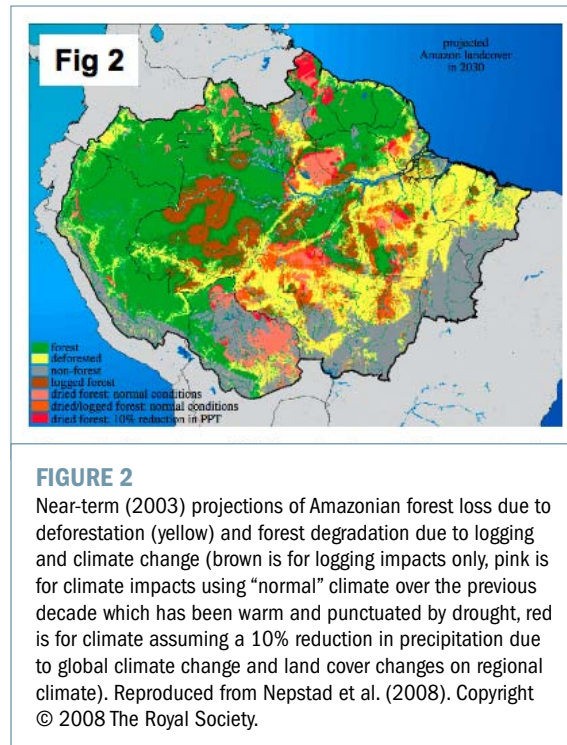 Fig 2
projected
Amazon landcover
in 2030
forest
deforested
non-forest
logged forest
dried forest: normal conditions
dried/logged forest: normal conditions
dried forest: 10% reduction in PPT
FIGURE 2
Near-term (2003) projections of Amazonian forest loss due to
deforestation (yellow) and forest degradation due to logging
and climate change (brown is for logging impacts only, pink is
for climate impacts using “normal” climate over the previous
decade which has been warm and punctuated by drought, red
is for climate assuming a 10% reduction in precipitation due
to global climate change and land cover changes on regional
climate). Reproduced from Nepstad et al. (2008). Copyright
© 2008 The Royal Society.